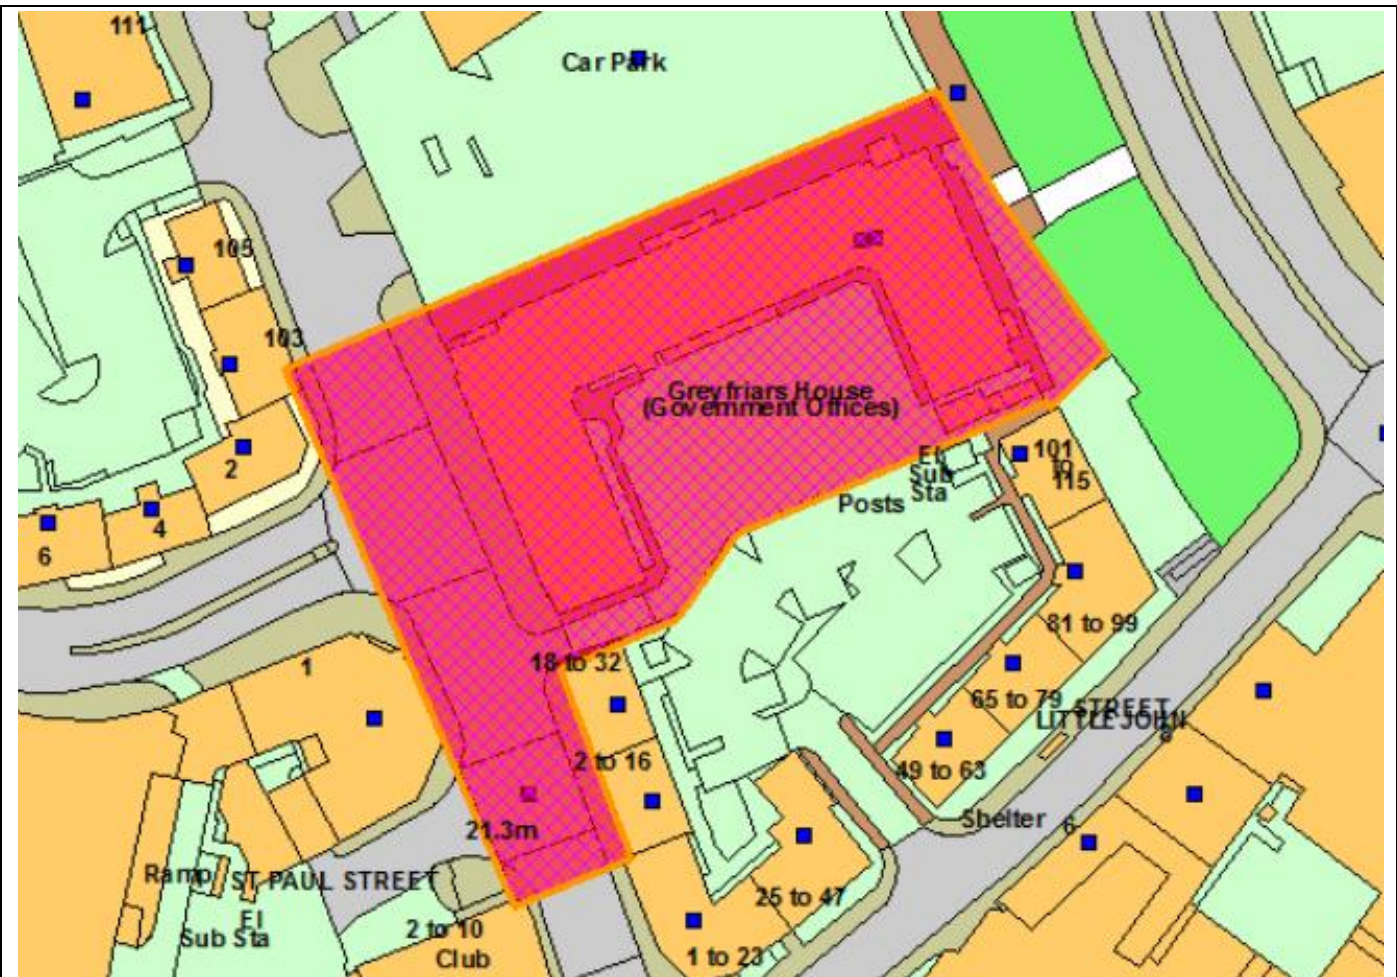 111
Car Park
105
103
Greyfriars House
(Government Offices)
2
4
6
101
to
115
El
Sub
Sta
Posts
81 to 99
1
18 to 32
65 to 79
STREET
LITTLEJOHN
8
2 to 16
49 to 63
21.3m
Shelter
6
Ramp
ST PAUL STREET
25 to 47
El
Sub Sta
2 to 10
Club
1 to 23